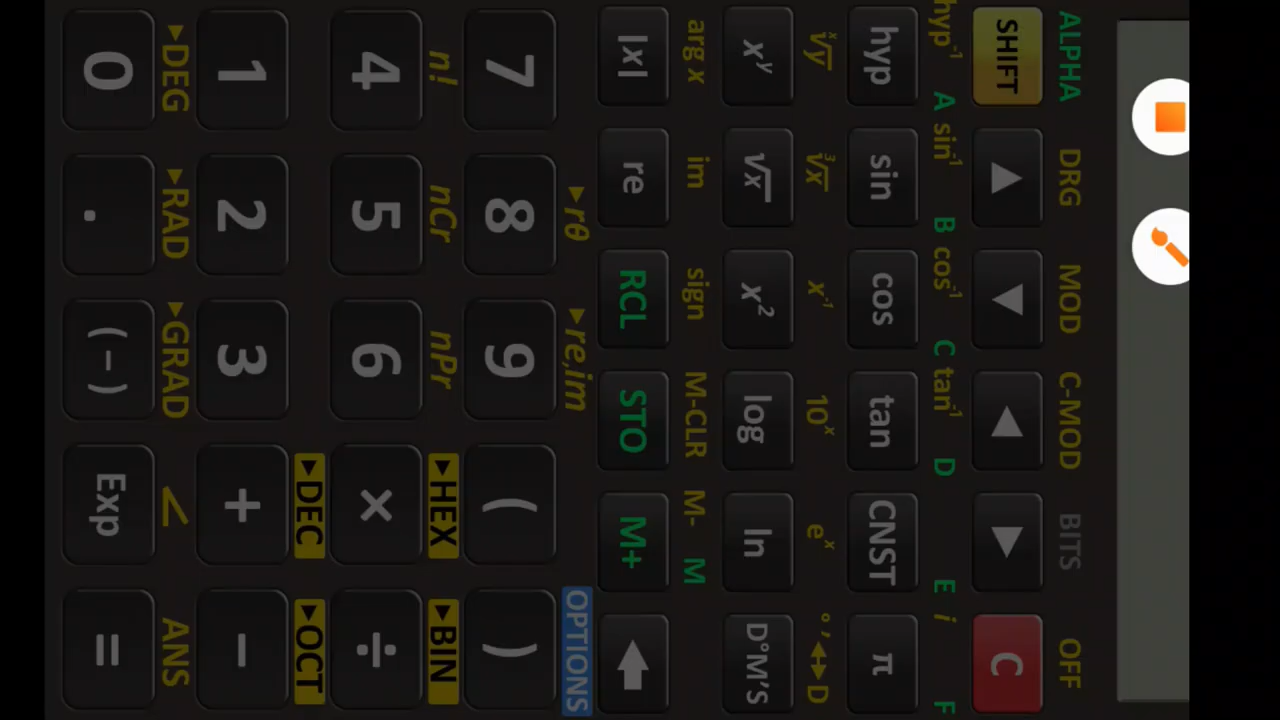 ALPHA DRG MOD C-MOD BITS OFF
SHIFT ▲ ▼ ◀ ▶ C
hyp⁻¹ A sin⁻¹ B cos⁻¹ C tan⁻¹ D E i F
hyp sin cos tan CNST π
ˣ√y ³√x x⁻¹ 10ˣ eˣ ° ′ ↔D
xʸ √x x² log ln D°M'S
arg x im sign M-CLR M- M
|x| re RCL STO M+ ⬅
▸rθ ▸re,im OPTIONS
7 8 9 ( )
n! nCr nPr ▸HEX ▸BIN
4 5 6 × ÷
▸DEC ▸OCT
1 2 3 + −
▸DEG ▸RAD ▸GRAD ∠ ANS
0 . (-) Exp =